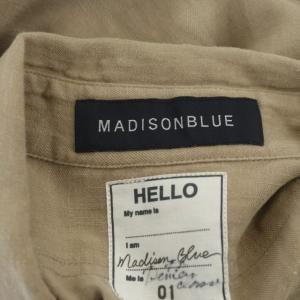 MADISONBLUE
HELLO
My name is
I am
Madison Blue
Me is
01